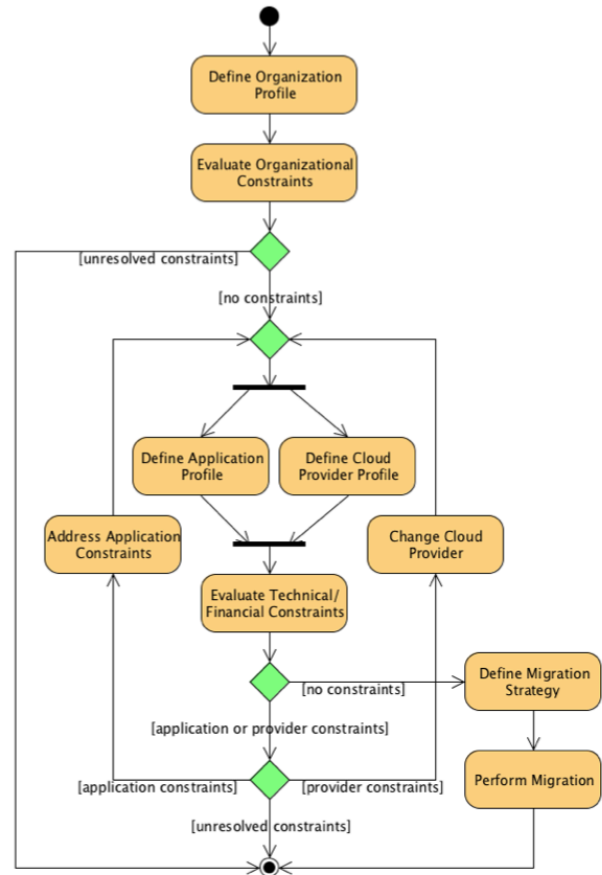 Define Organization
Profile
Evaluate Organizational
Constraints
[unresolved constraints]
[no constraints]
Define Application
Profile
Define Cloud
Provider Profile
Address Application
Constraints
Change Cloud
Provider
Evaluate Technical/
Financial Constraints
[no constraints]
Define Migration
Strategy
[application or provider constraints]
[application constraints]
[provider constraints]
Perform Migration
[unresolved constraints]